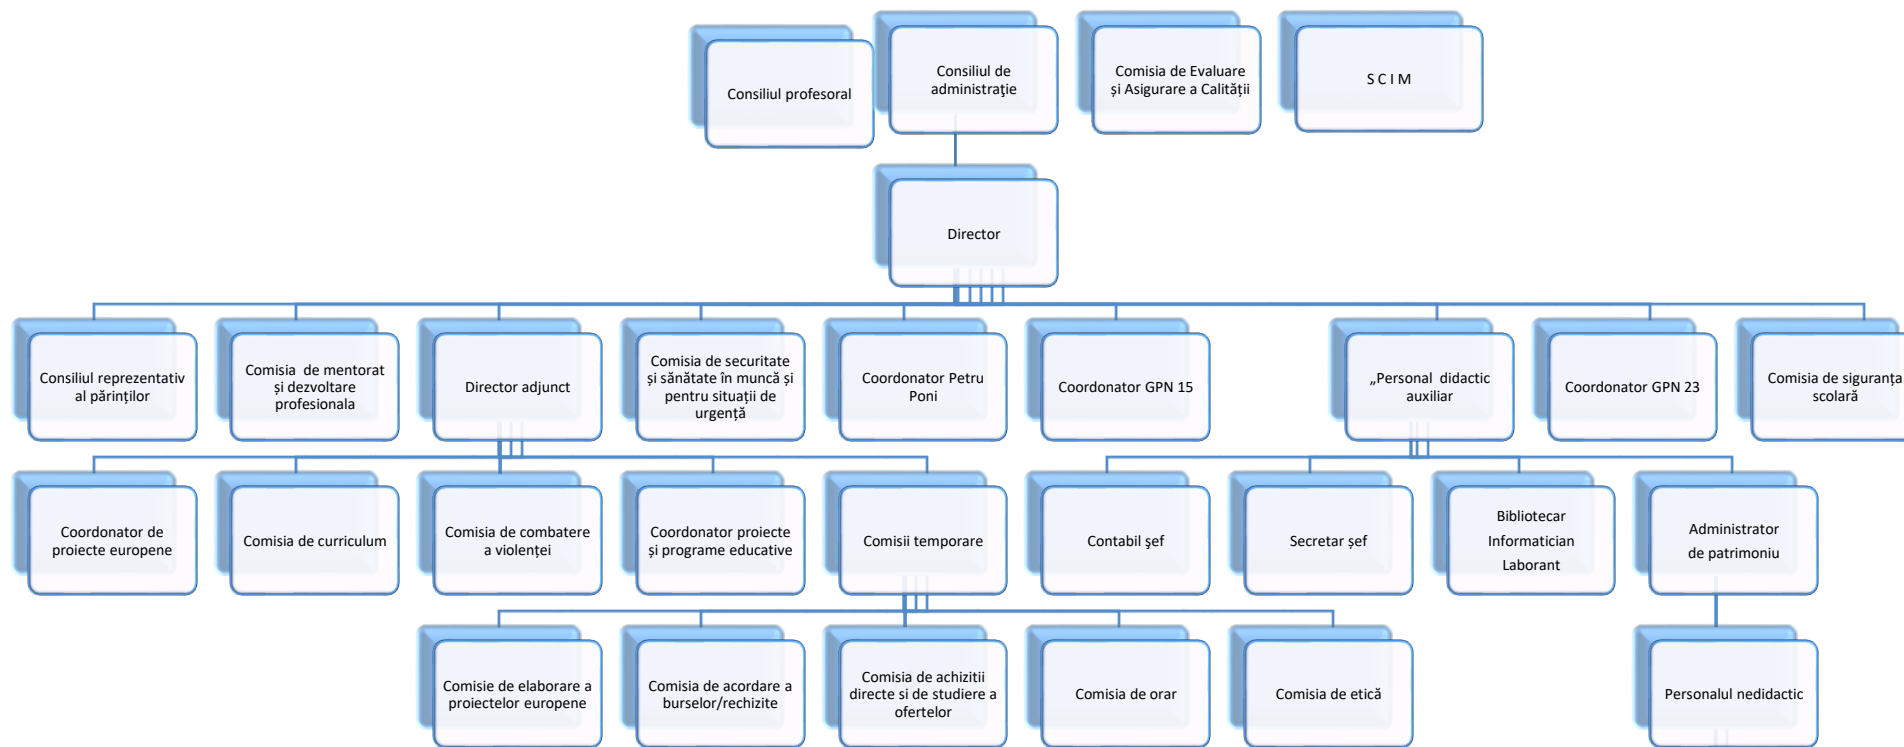 Consiliul profesoral
Consiliul de
administraţie
Comisia de Evaluare
și Asigurare a Calității
S C I M
Director
Consiliul reprezentativ
al părinților
Comisia de mentorat
și dezvoltare
profesionala
Director adjunct
Comisia de securitate
și sănătate în muncă și
pentru situații de
urgență
Coordonator Petru
Poni
Coordonator GPN 15
„Personal didactic
auxiliar
Coordonator GPN 23
Comisia de siguranța
scolară
Coordonator de
proiecte europene
Comisia de curriculum
Comisia de combatere
a violenței
Coordonator proiecte
și programe educative
Comisii temporare
Contabil şef
Secretar șef
Bibliotecar
Informatician
Laborant
Administrator
de patrimoniu
Comisie de elaborare a
proiectelor europene
Comisia de acordare a
burselor/rechizite
Comisia de achizitii
directe si de studiere a
ofertelor
Comisia de orar
Comisia de etică
Personalul nedidactic